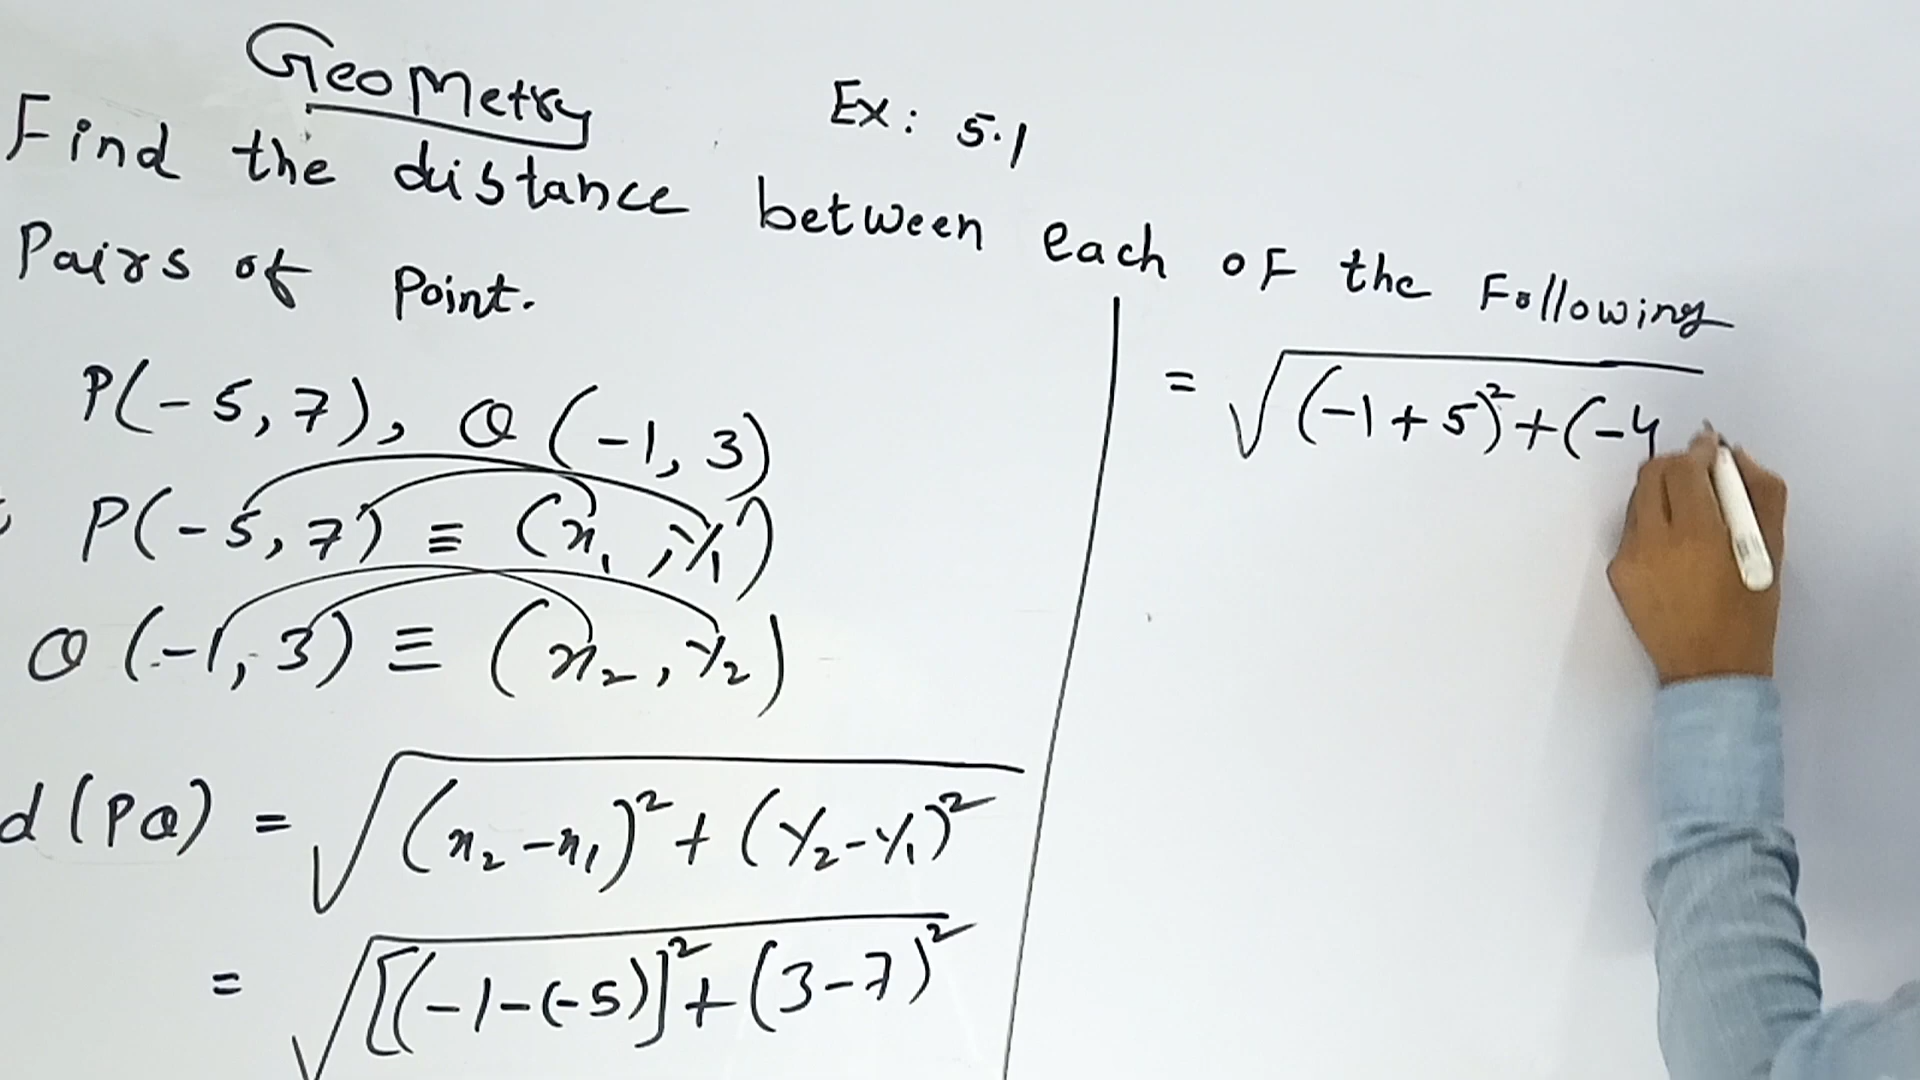 GeoMetry
Ex: 5.1
Find the distance between each of the Following
Pairs of Point.
P(-5,7), Q(-1,3)
P(-5,7) ≡ (x₁,y₁)
Q(-1,3) ≡ (x₂,y₂)
d(PQ) = √(x₂-x₁)²+(y₂-y₁)²
= √[(-1-(-5)]²+(3-7)²
= √(-1+5)²+(-4